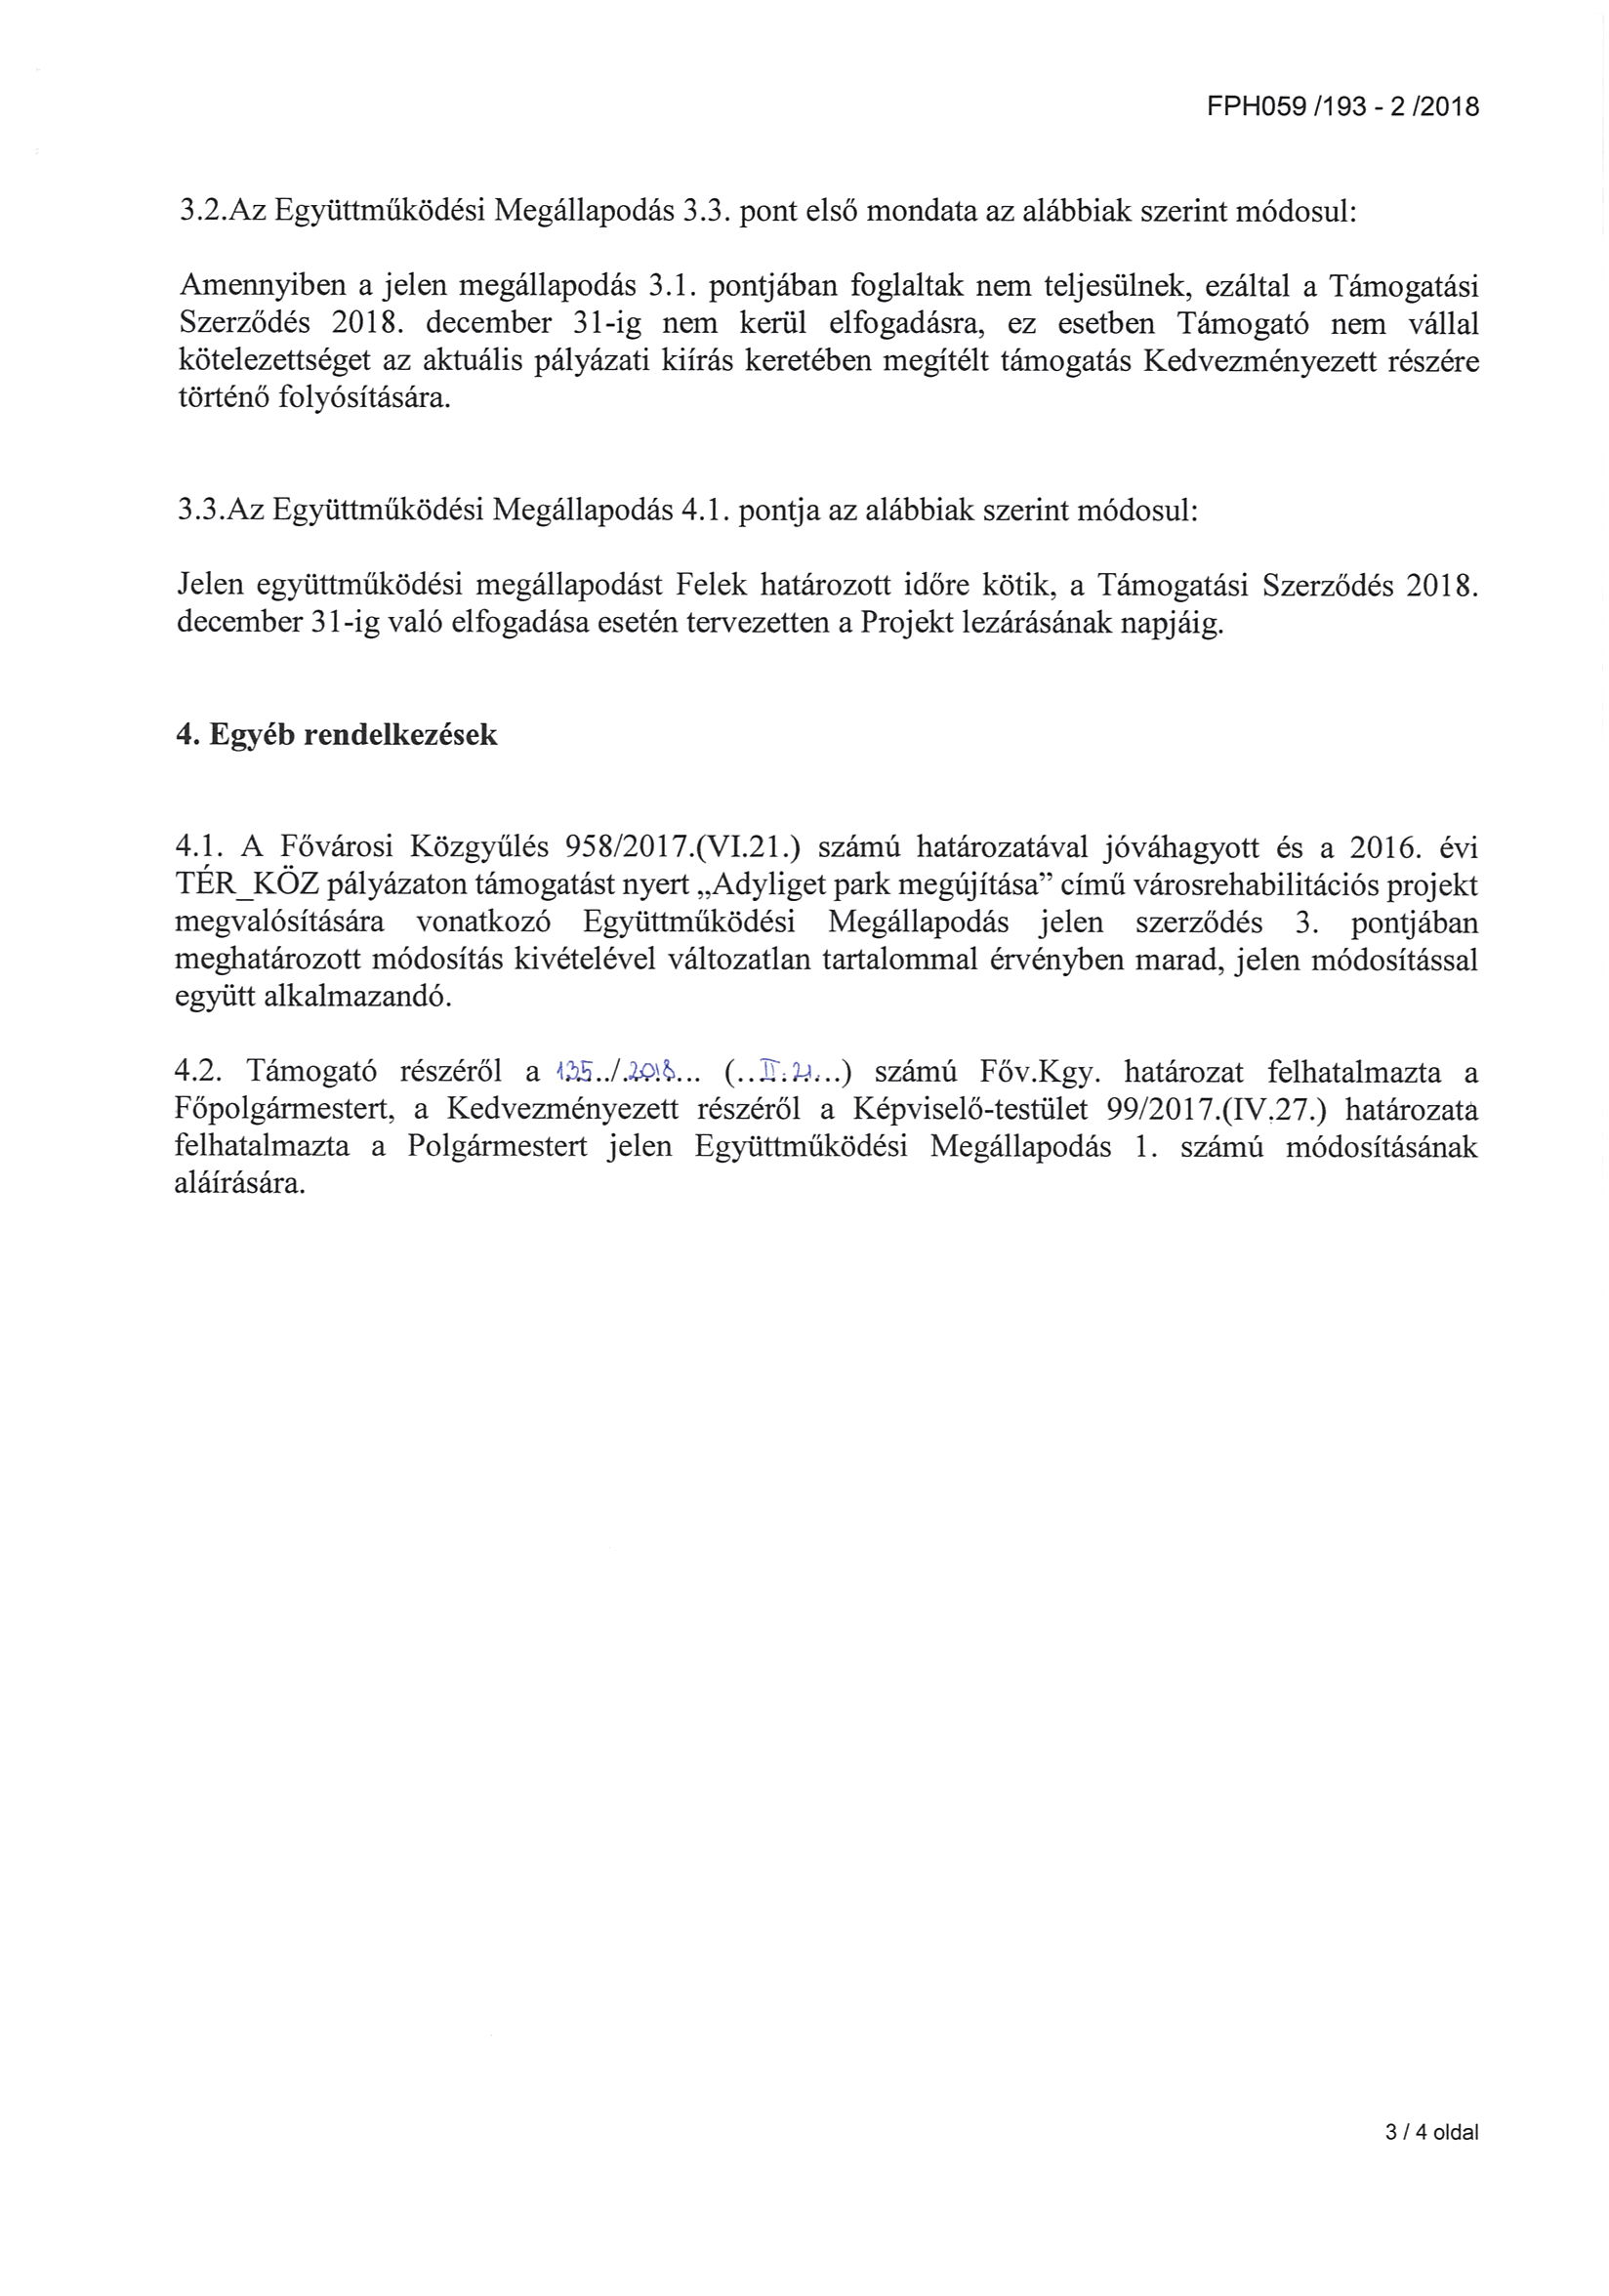 FPH059 /193 - 2 /2018
3.2.Az Együttműködési Megállapodás 3.3. pont első mondata az alábbiak szerint módosul:
Amennyiben a jelen megállapodás 3.1. pontjában foglaltak nem teljesülnek, ezáltal a Támogatási
Szerződés 2018. december 31-ig nem kerül elfogadásra, ez esetben Támogató nem vállal
kötelezettséget az aktuális pályázati kiírás keretében megítélt támogatás Kedvezményezett részére
történő folyósítására.
3.3.Az Együttműködési Megállapodás 4.1. pontja az alábbiak szerint módosul:
Jelen együttműködési megállapodást Felek határozott időre kötik, a Támogatási Szerződés 2018.
december 31-ig való elfogadása esetén tervezetten a Projekt lezárásának napjáig.
4. Egyéb rendelkezések
4.1. A Fővárosi Közgyűlés 958/2017.(VI.21.) számú határozatával jóváhagyott és a 2016. évi
TÉR_KÖZ pályázaton támogatást nyert „Adyliget park megújítása” című városrehabilitációs projekt
megvalósítására vonatkozó Együttműködési Megállapodás jelen szerződés 3. pontjában
meghatározott módosítás kivételével változatlan tartalommal érvényben marad, jelen módosítással
együtt alkalmazandó.
4.2. Támogató részéről a 135../.2018... (..II.21...) számú Főv.Kgy. határozat felhatalmazta a
Főpolgármestert, a Kedvezményezett részéről a Képviselő-testület 99/2017.(IV.27.) határozata
felhatalmazta a Polgármestert jelen Együttműködési Megállapodás 1. számú módosításának
aláírására.
3 / 4 oldal